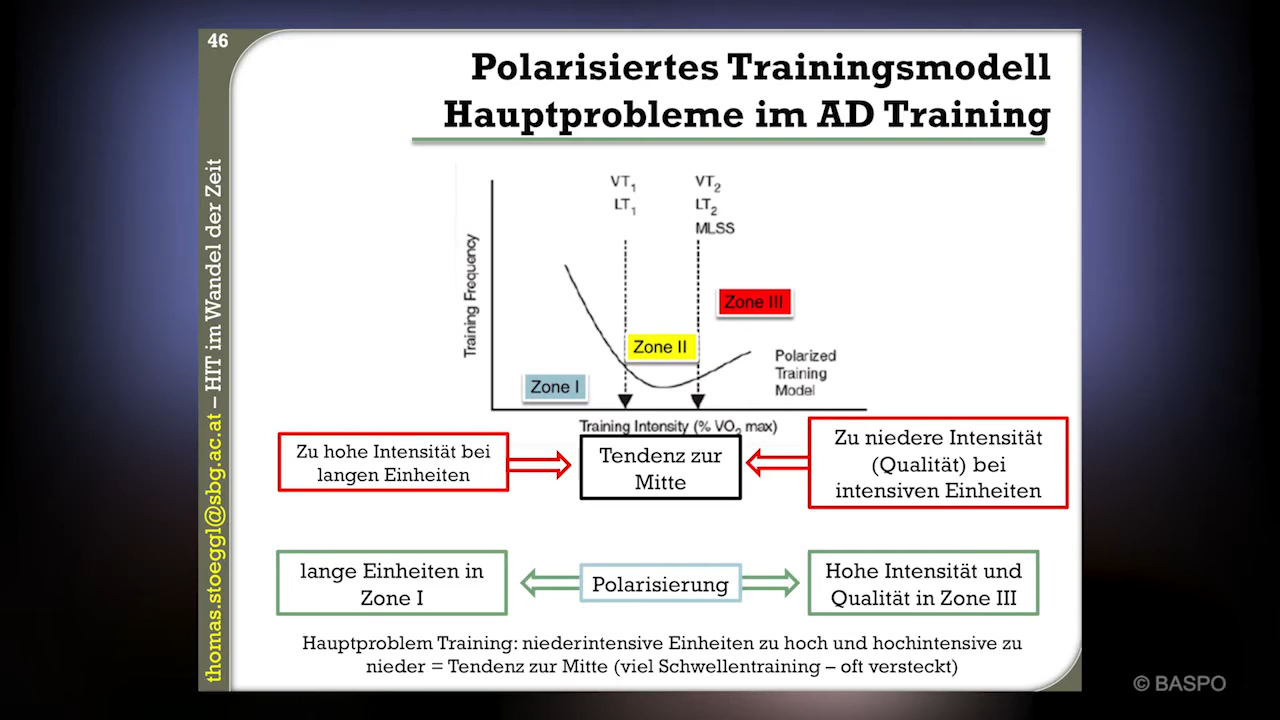 46
Polarisiertes Trainingsmodell
Hauptprobleme im AD Training
thomas.stoeggl@sbg.ac.at – HIT im Wandel der Zeit
VT1
LT1
VT2
LT2
MLSS
Training Frequency
Zone III
Zone II
Zone I
Polarized
Training
Model
Training Intensity (% VO2 max)
Zu hohe Intensität bei
langen Einheiten
Tendenz zur
Mitte
Zu niedere Intensität
(Qualität) bei
intensiven Einheiten
lange Einheiten in
Zone I
Polarisierung
Hohe Intensität und
Qualität in Zone III
Hauptproblem Training: niederintensive Einheiten zu hoch und hochintensive zu
nieder = Tendenz zur Mitte (viel Schwellentraining – oft versteckt)
© BASPO